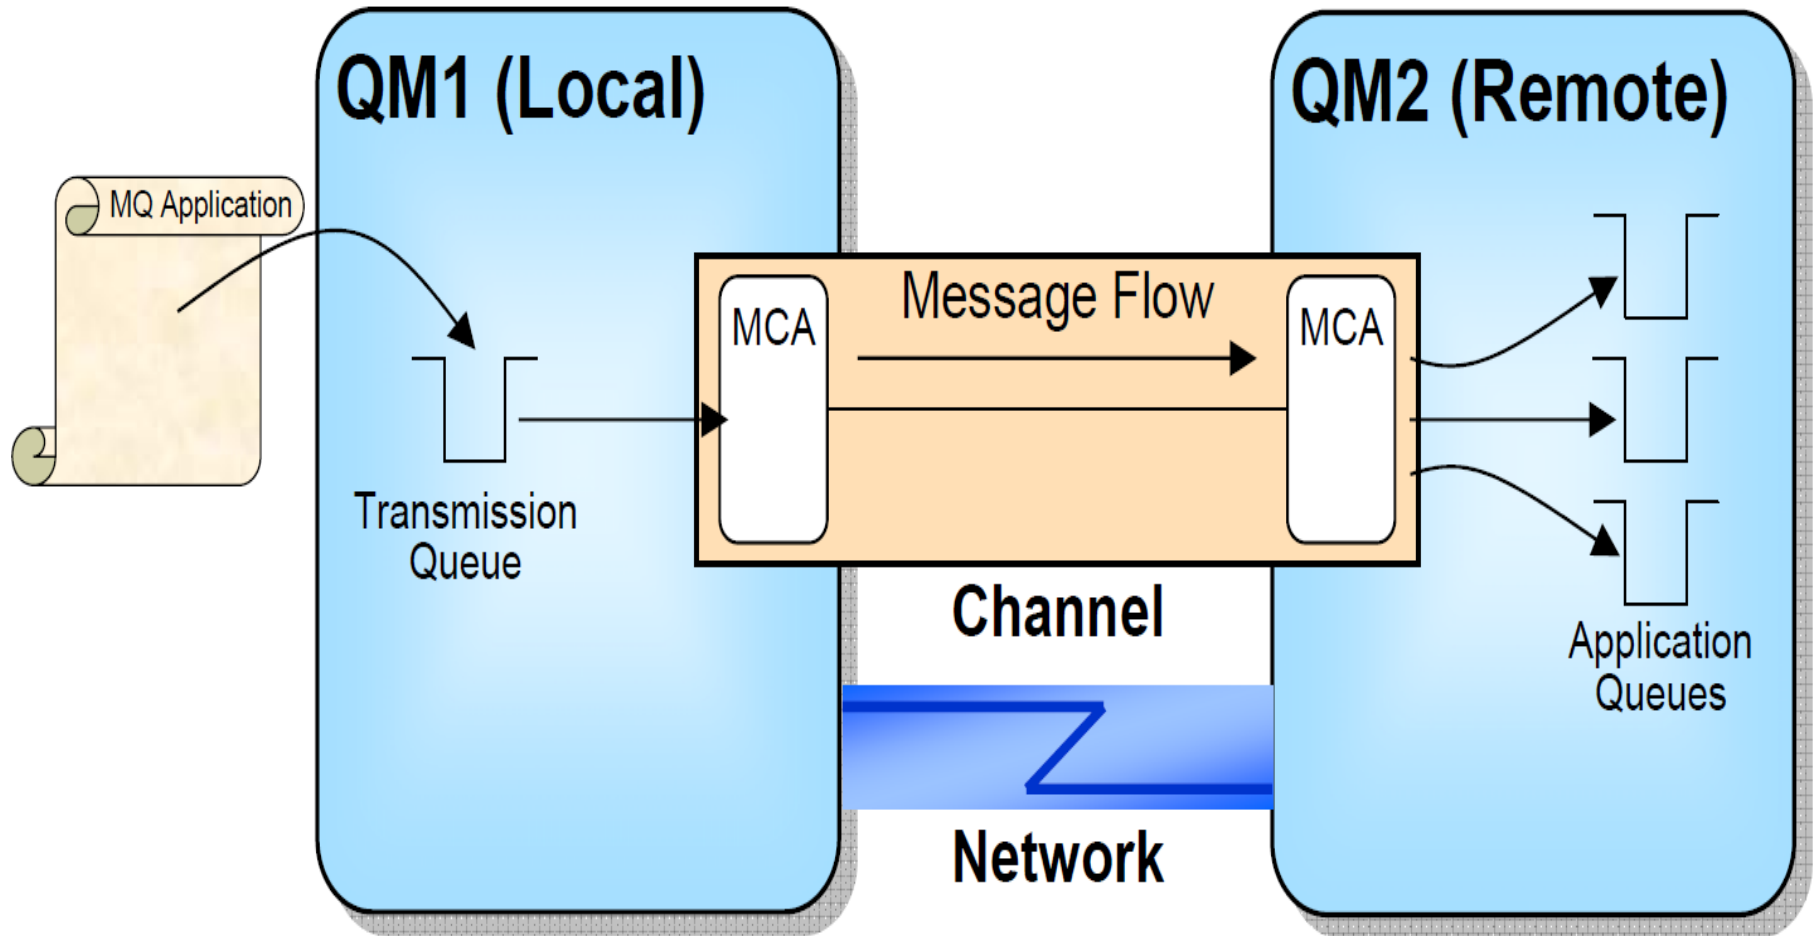 QM1 (Local)
QM2 (Remote)
MQ Application
Message Flow
MCA
MCA
Transmission
Queue
Channel
Application
Queues
Network